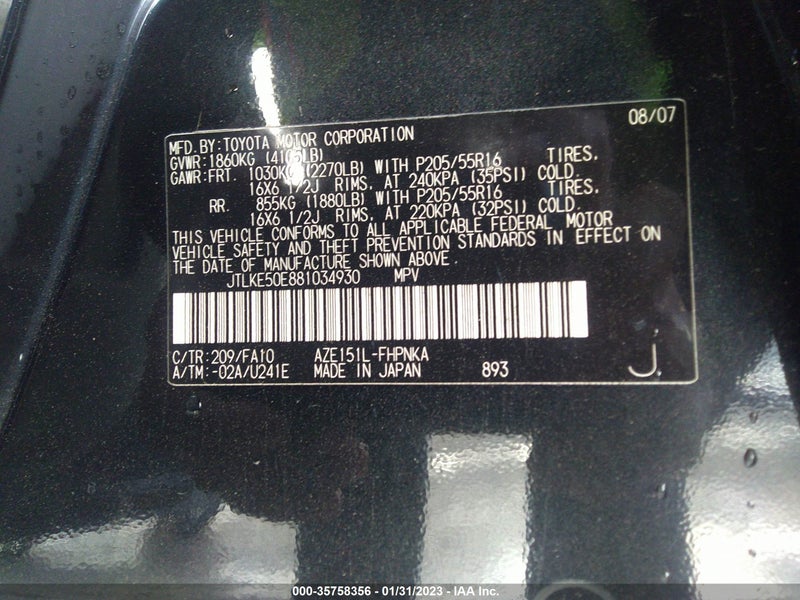 08/07
MFD.BY:TOYOTA MOTOR CORPORATION
GVWR:1860KG (4105LB)
GAWR:FRT. 1030KG (2270LB) WITH P205/55R16 TIRES,
16X6 1/2J RIMS, AT 240KPA (35PSI) COLD.
RR. 855KG (1880LB) WITH P205/55R16 TIRES,
16X6 1/2J RIMS, AT 220KPA (32PSI) COLD.
THIS VEHICLE CONFORMS TO ALL APPLICABLE FEDERAL MOTOR
VEHICLE SAFETY AND THEFT PREVENTION STANDARDS IN EFFECT ON
THE DATE OF MANUFACTURE SHOWN ABOVE.
JTLKE50E881034930 MPV
C/TR:209/FA10 AZE151L-FHPNKA
A/TM:-02A/U241E MADE IN JAPAN 893 J
000-35758356 - 01/31/2023 - IAA Inc.